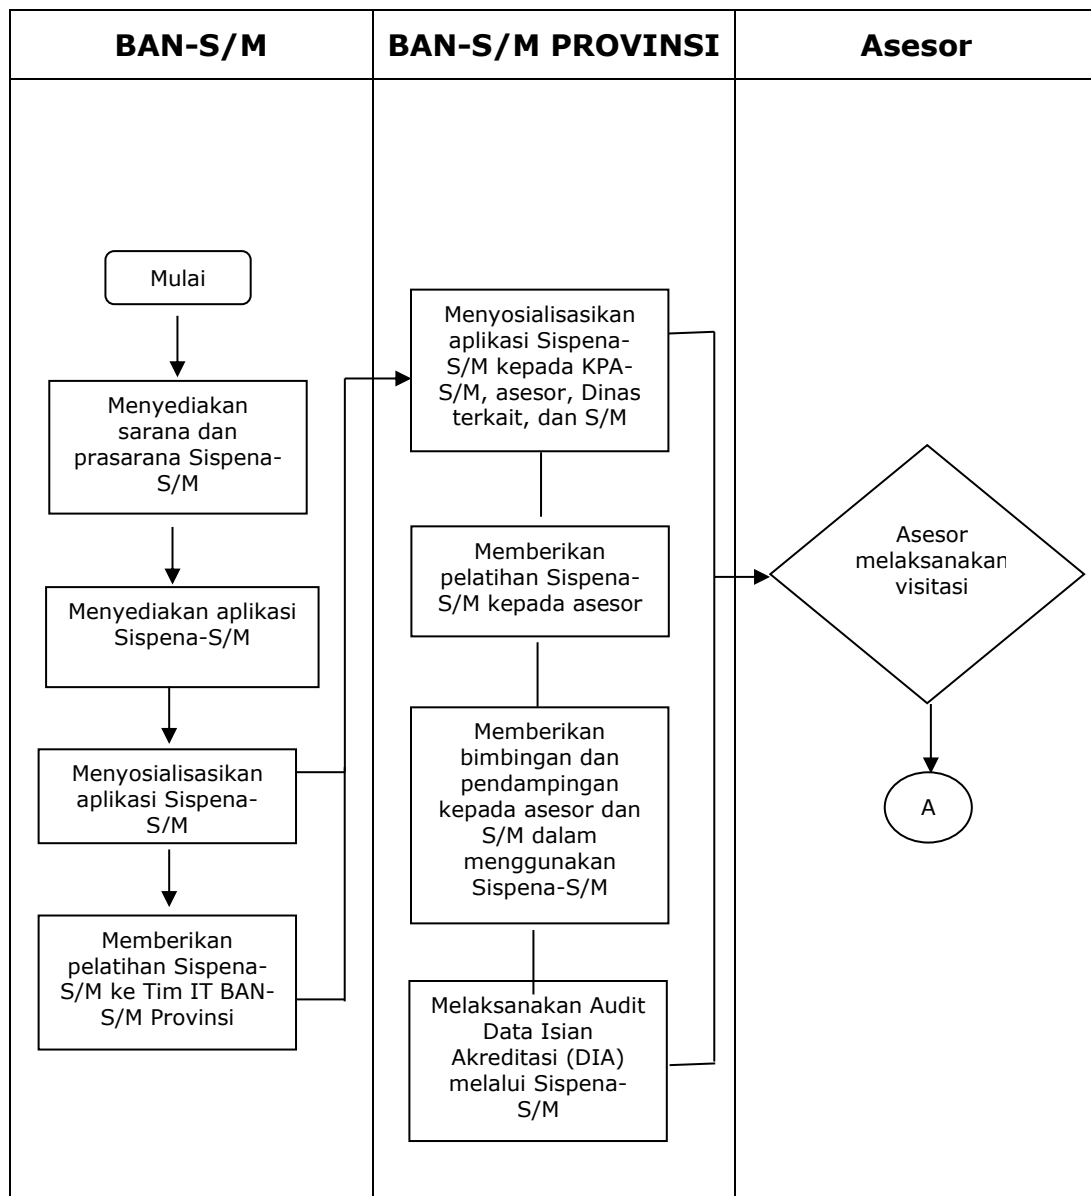 BAN-S/M
BAN-S/M PROVINSI
Asesor
Mulai
Menyediakan
sarana dan
prasarana Sispena-
S/M
Menyediakan aplikasi
Sispena-S/M
Menyosialisasikan
aplikasi Sispena-
S/M
Memberikan
pelatihan Sispena-
S/M ke Tim IT BAN-
S/M Provinsi
Menyosialisasikan
aplikasi Sispena-
S/M kepada KPA-
S/M, asesor, Dinas
terkait, dan S/M
Memberikan
pelatihan Sispena-
S/M kepada asesor
Memberikan
bimbingan dan
pendampingan
kepada asesor dan
S/M dalam
menggunakan
Sispena-S/M
Melaksanakan Audit
Data Isian
Akreditasi (DIA)
melalui Sispena-
S/M
Asesor
melaksanakan
visitasi
A